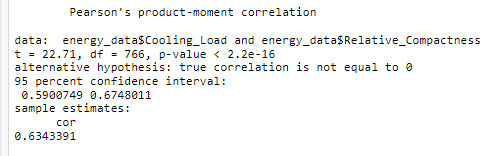 Pearson's product-moment correlation
data:  energy_data$Cooling_Load and energy_data$Relative_Compactness
t = 22.71, df = 766, p-value < 2.2e-16
alternative hypothesis: true correlation is not equal to 0
95 percent confidence interval:
 0.5900749 0.6748011
sample estimates:
      cor
0.6343391